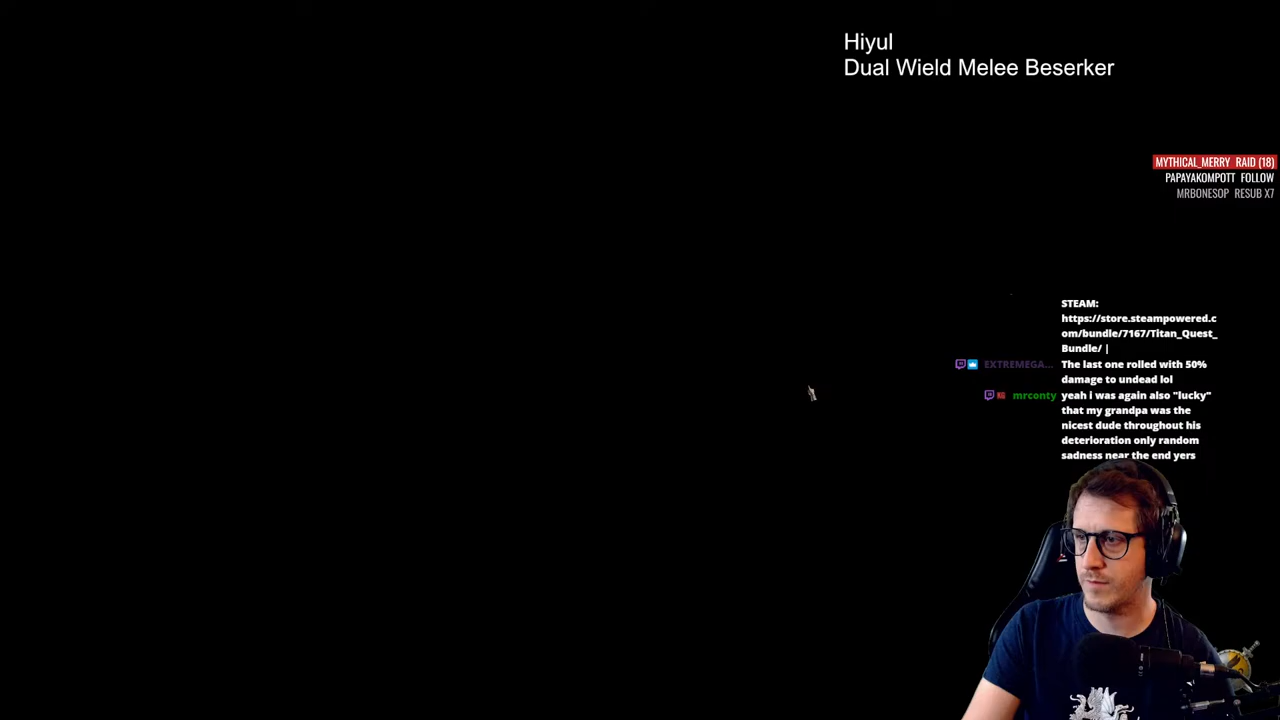 Hiyul
Dual Wield Melee Beserker
MYTHICAL_MERRY RAID (18)
PAPAYAKOMPOTT FOLLOW
MRBONESOP RESUB X7
STEAM:
https://store.steampowered.c
om/bundle/7167/Titan_Quest_
Bundle/ |
EXTREMEGA... The last one rolled with 50%
damage to undead lol
mrconty yeah i was again also "lucky"
that my grpandpa was the
nicest dude throughout his
deterioration only random
sadness near the end yers